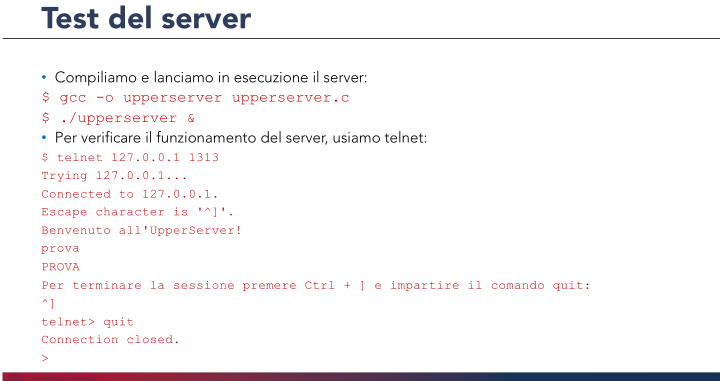 Test del server
• Compiliamo e lanciamo in esecuzione il server:
$ gcc -o upperserver upperserver.c
$ ./upperserver &
• Per verificare il funzionamento del server, usiamo telnet:
$ telnet 127.0.0.1 1313
Trying 127.0.0.1...
Connected to 127.0.0.1.
Escape character is '^]'.
Benvenuto all'UpperServer!
prova
PROVA
Per terminare la sessione premere Ctrl + ] e impartire il comando quit:
^]
telnet> quit
Connection closed.
>